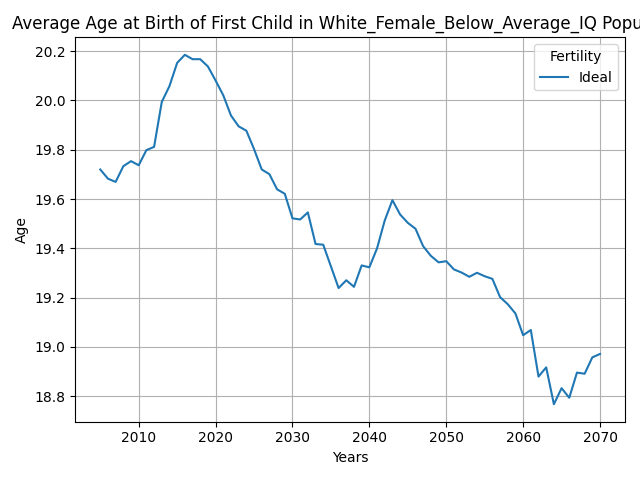 Average Age at Birth of First Child in White_Female_Below_Average_IQ Popu
Fertility
Ideal
20.2
20.0
19.8
19.6
19.4
19.2
19.0
18.8
Age
2010 2020 2030 2040 2050 2060 2070
Years